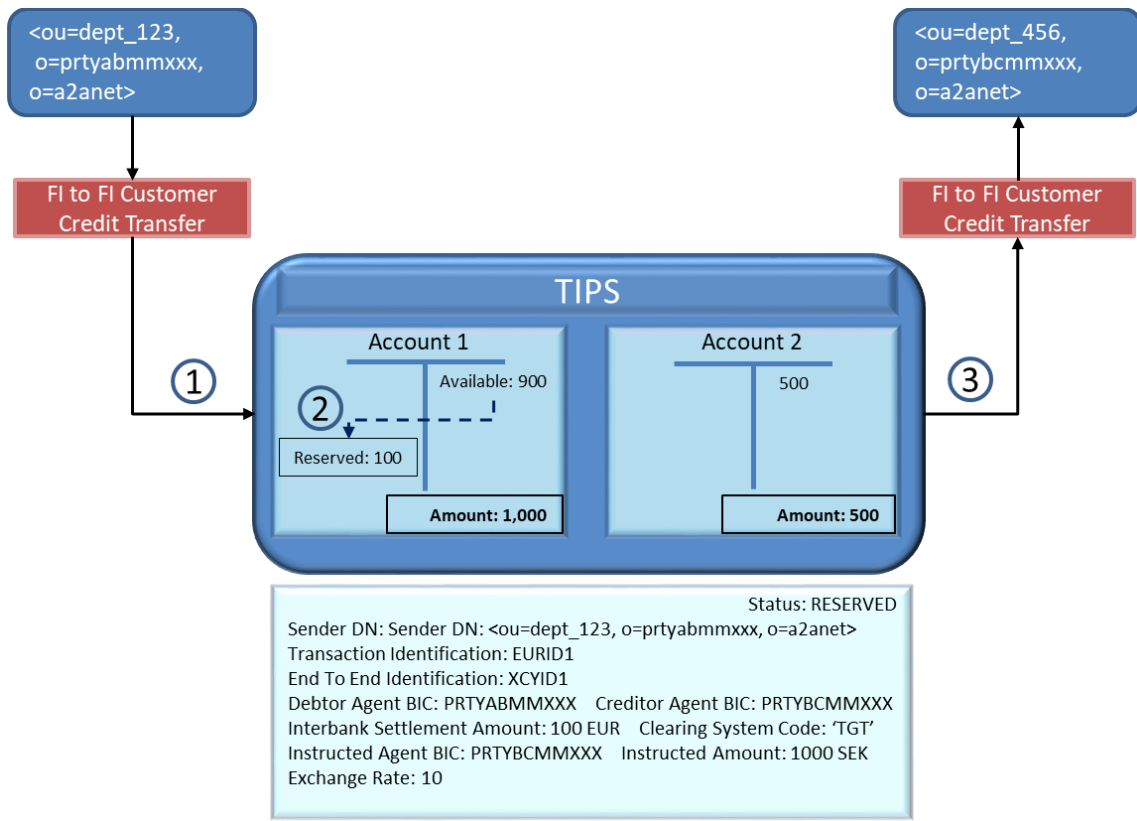 <ou=dept_123,
o=prtyabmmxxx,
o=a2anet>
<ou=dept_456,
o=prtybcmmxxx,
o=a2anet>
FI to FI Customer
Credit Transfer
FI to FI Customer
Credit Transfer
TIPS
Account 1
Available: 900
Reserved: 100
Amount: 1,000
Account 2
500
Amount: 500
1
2
3
Status: RESERVED
Sender DN: Sender DN: <ou=dept_123, o=prtyabmmxxx, o=a2anet>
Transaction Identification: EURID1
End To End Identification: XCYID1
Debtor Agent BIC: PRTYABMMXXX Creditor Agent BIC: PRTYBCMMXXX
Interbank Settlement Amount: 100 EUR Clearing System Code: ‘TGT’
Instructed Agent BIC: PRTYBCMMXXX Instructed Amount: 1000 SEK
Exchange Rate: 10